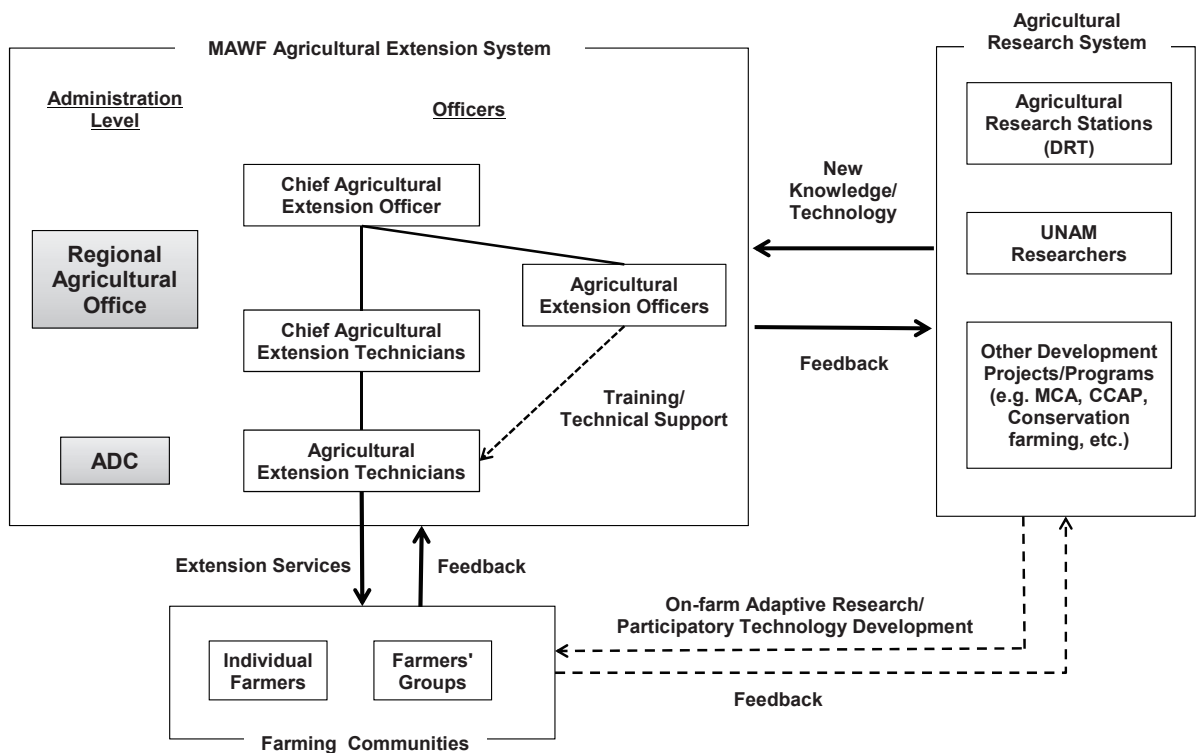 MAWF Agricultural Extension System
Administration
Level
Officers
Chief Agricultural
Extension Officer
Regional
Agricultural
Office
Agricultural
Extension Officers
Chief Agricultural
Extension Technicians
Training/
Technical Support
ADC
Agricultural
Extension Technicians
New
Knowledge/
Technology
Feedback
Agricultural
Research System
Agricultural
Research Stations
(DRT)
UNAM
Researchers
Other Development
Projects/Programs
(e.g. MCA, CCAP,
Conservation
farming, etc.)
Extension Services
Feedback
On-farm Adaptive Research/
Participatory Technology Development
Feedback
Individual
Farmers
Farmers'
Groups
Farming Communities